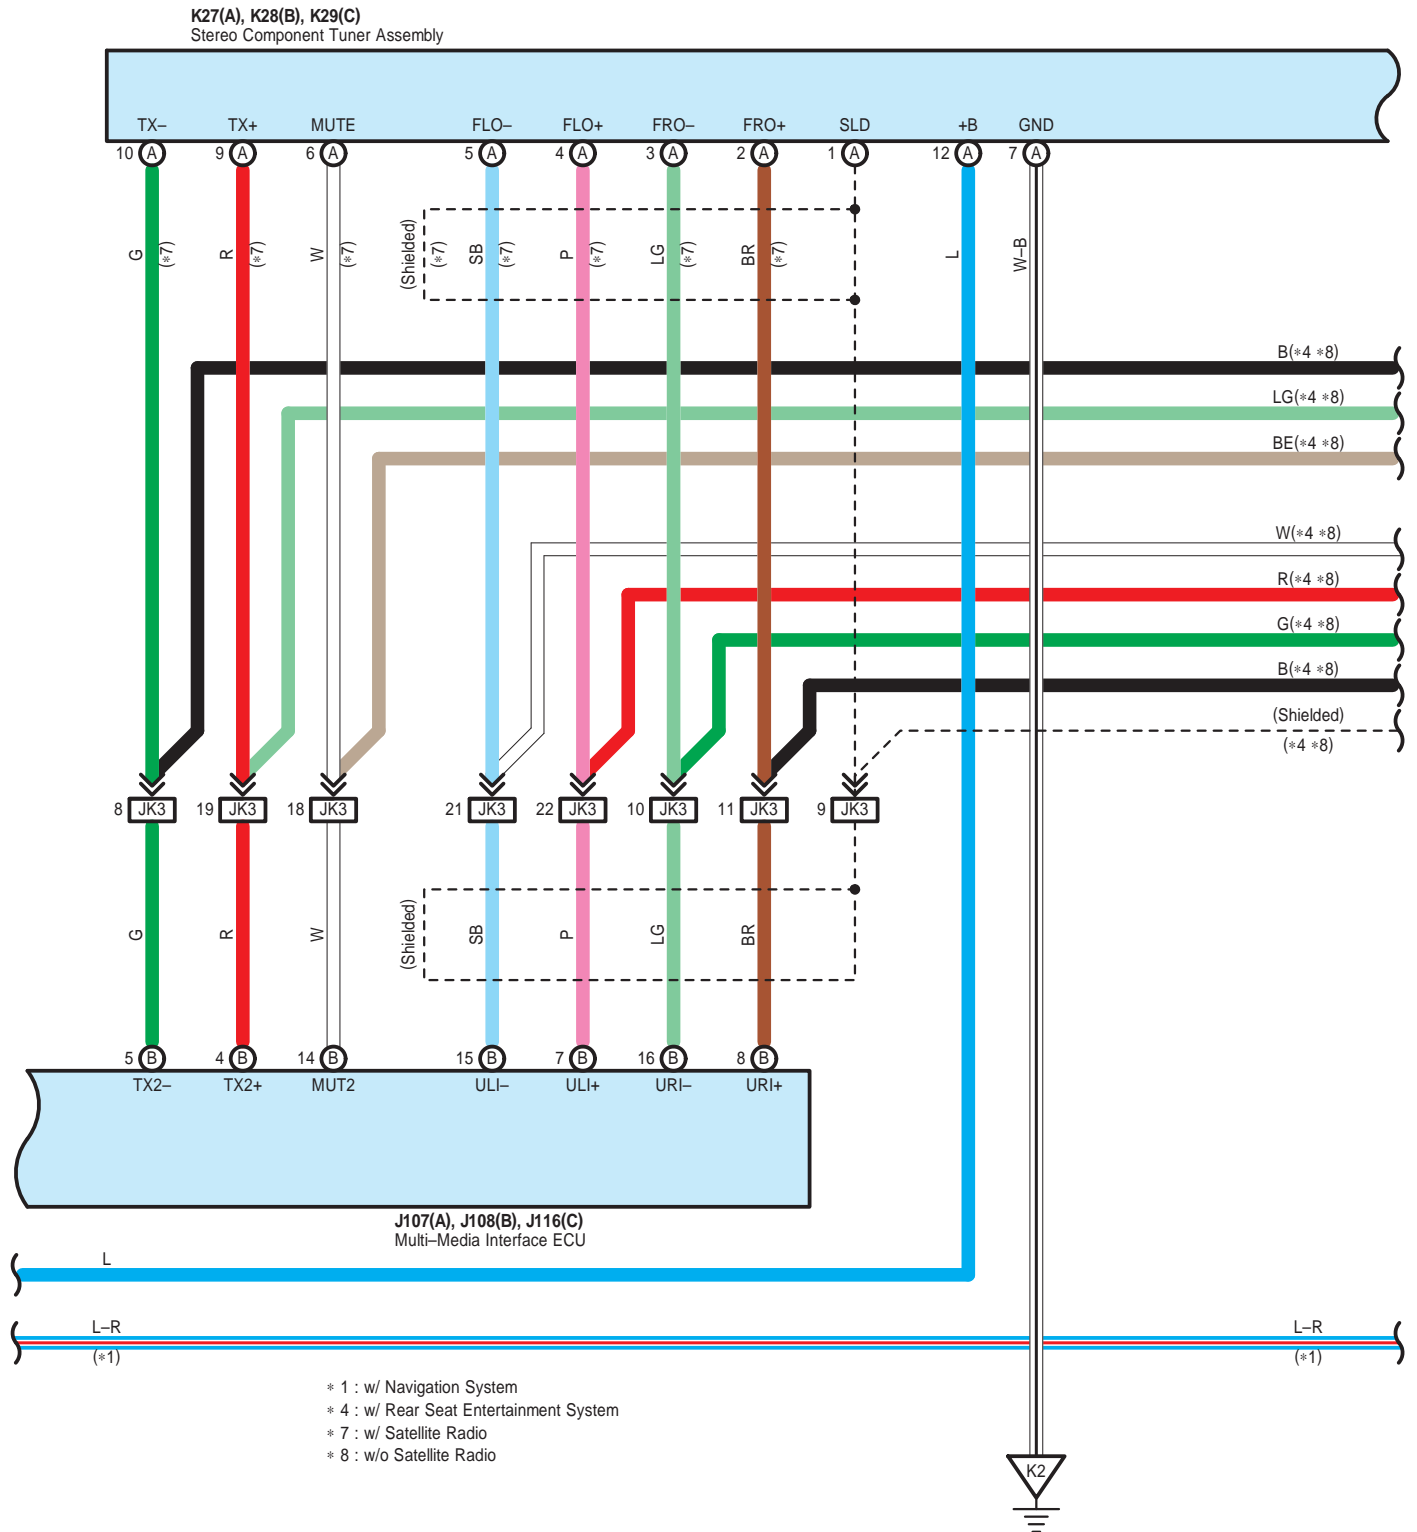 K27(A), K28(B), K29(C)
Stereo Component Tuner Assembly
TX– TX+ MUTE FLO– FLO+ FRO– FRO+ SLD +B GND
10 A 9 A 6 A 5 A 4 A 3 A 2 A 1 A 12 A 7 A
G (*7) R (*7) W (*7) (Shielded) (*7) SB (*7) P (*7) LG (*7) BR (*7) L W–B
B(*4 *8)
LG(*4 *8)
BE(*4 *8)
W(*4 *8)
R(*4 *8)
G(*4 *8)
B(*4 *8)
(Shielded)
(*4 *8)
8 JK3 19 JK3 18 JK3 21 JK3 22 JK3 10 JK3 11 JK3 9 JK3
G R W (Shielded) SB P LG BR
5 B 4 B 14 B 15 B 7 B 16 B 8 B
TX2– TX2+ MUT2 ULI– ULI+ URI– URI+
J107(A), J108(B), J116(C)
Multi–Media Interface ECU
L
L–R L–R
(*1) (*1)
* 1 : w/ Navigation System
* 4 : w/ Rear Seat Entertainment System
* 7 : w/ Satellite Radio
* 8 : w/o Satellite Radio
K2